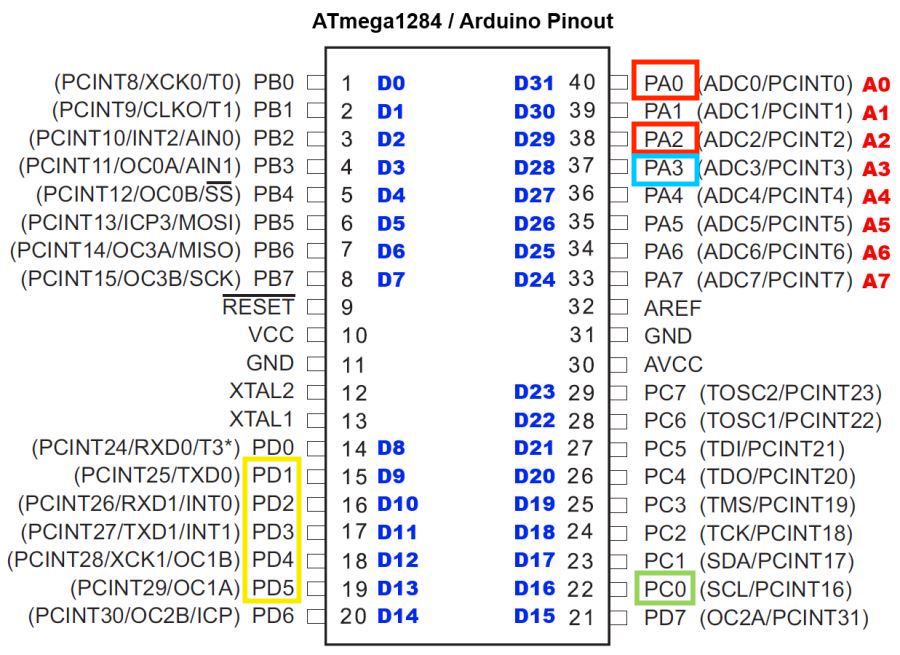 ATmega1284 / Arduino Pinout
(PCINT8/XCK0/T0) PB0 1 D0 D31 40 PA0 (ADC0/PCINT0) A0
(PCINT9/CLKO/T1) PB1 2 D1 D30 39 PA1 (ADC1/PCINT1) A1
(PCINT10/INT2/AIN0) PB2 3 D2 D29 38 PA2 (ADC2/PCINT2) A2
(PCINT11/OC0A/AIN1) PB3 4 D3 D28 37 PA3 (ADC3/PCINT3) A3
(PCINT12/OC0B/SS) PB4 5 D4 D27 36 PA4 (ADC4/PCINT4) A4
(PCINT13/ICP3/MOSI) PB5 6 D5 D26 35 PA5 (ADC5/PCINT5) A5
(PCINT14/OC3A/MISO) PB6 7 D6 D25 34 PA6 (ADC6/PCINT6) A6
(PCINT15/OC3B/SCK) PB7 8 D7 D24 33 PA7 (ADC7/PCINT7) A7
RESET 9 32 AREF
VCC 10 31 GND
GND 11 30 AVCC
XTAL2 12 D23 29 PC7 (TOSC2/PCINT23)
XTAL1 13 D22 28 PC6 (TOSC1/PCINT22)
(PCINT24/RXD0/T3*) PD0 14 D8 D21 27 PC5 (TDI/PCINT21)
(PCINT25/TXD0) PD1 15 D9 D20 26 PC4 (TDO/PCINT20)
(PCINT26/RXD1/INT0) PD2 16 D10 D19 25 PC3 (TMS/PCINT19)
(PCINT27/TXD1/INT1) PD3 17 D11 D18 24 PC2 (TCK/PCINT18)
(PCINT28/XCK1/OC1B) PD4 18 D12 D17 23 PC1 (SDA/PCINT17)
(PCINT29/OC1A) PD5 19 D13 D16 22 PC0 (SCL/PCINT16)
(PCINT30/OC2B/ICP) PD6 20 D14 D15 21 PD7 (OC2A/PCINT31)